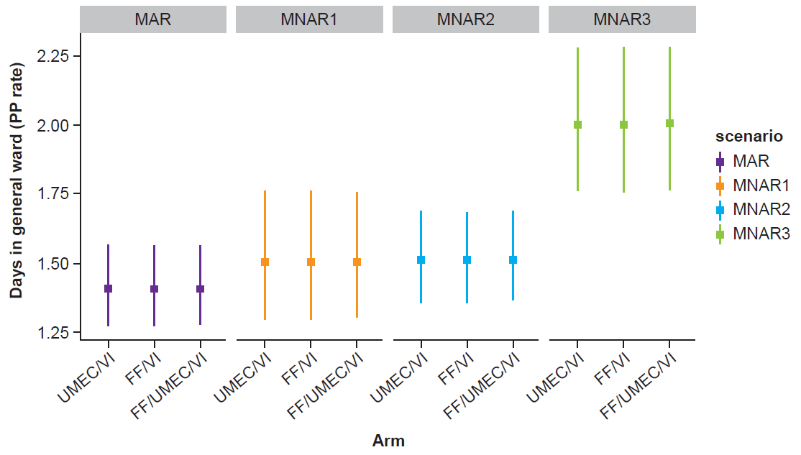 MAR MNAR1 MNAR2 MNAR3
Days in general ward (PP rate)
2.25
2.00
1.75
1.50
1.25
UMEC/VI FF/VI FF/UMEC/VI UMEC/VI FF/VI FF/UMEC/VI UMEC/VI FF/VI FF/UMEC/VI UMEC/VI FF/VI FF/UMEC/VI
Arm
scenario
MAR
MNAR1
MNAR2
MNAR3